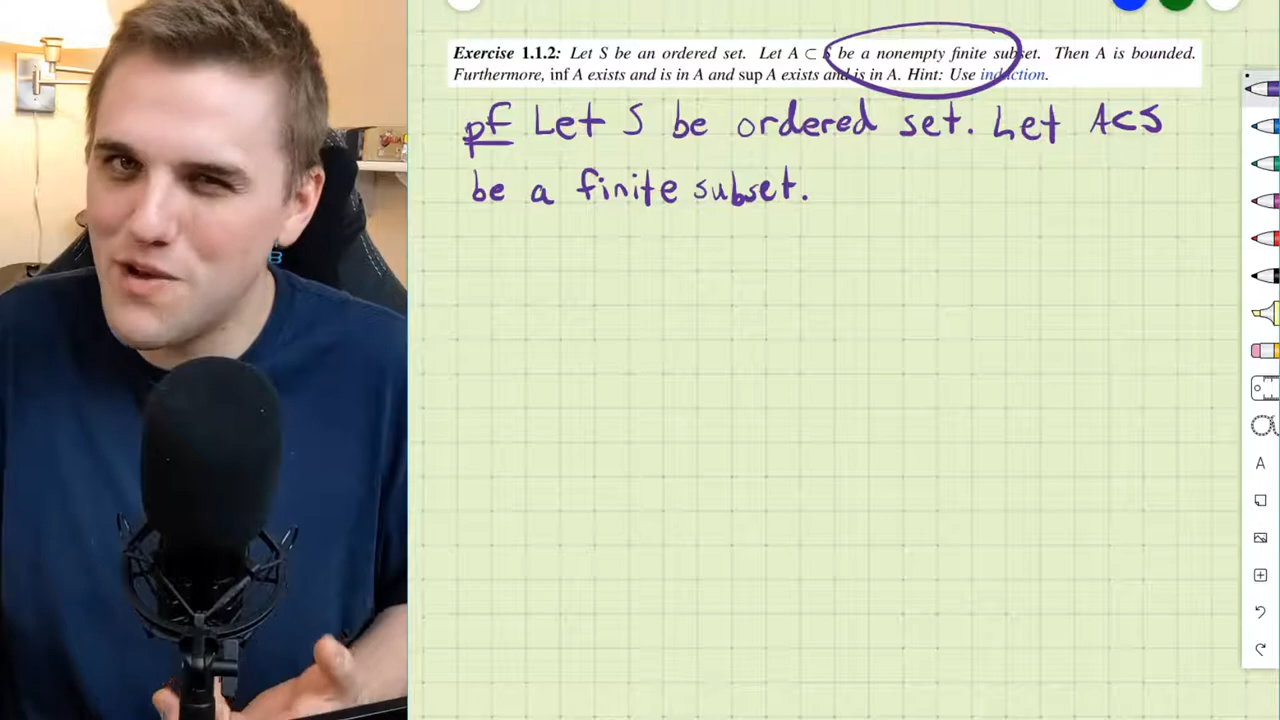 Exercise 1.1.2: Let S be an ordered set. Let A ⊂ S be a nonempty finite subset. Then A is bounded.
Furthermore, inf A exists and is in A and sup A exists and is in A. Hint: Use induction.
pf Let S be ordered set. Let A⊂S
be a finite subset.
A